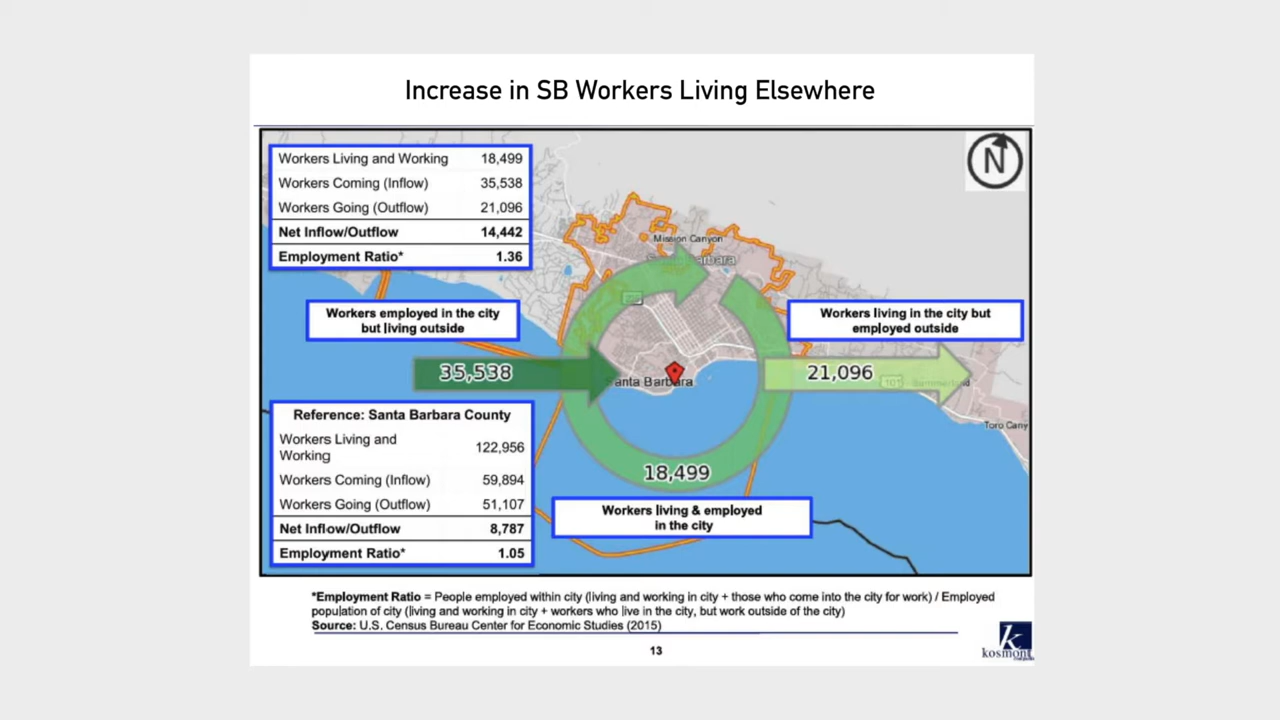 Increase in SB Workers Living Elsewhere
Workers Living and Working 18,499
Workers Coming (Inflow) 35,538
Workers Going (Outflow) 21,096
Net Inflow/Outflow 14,442
Employment Ratio* 1.36
N
Mission Canyon
Workers employed in the city
but living outside
Workers living in the city but
employed outside
35,538
Santa Barbara
21,096
101
Toro Cany
Reference: Santa Barbara County
Workers Living and
Working 122,956
Workers Coming (Inflow) 59,894
Workers Going (Outflow) 51,107
Net Inflow/Outflow 8,787
Employment Ratio* 1.05
18,499
Workers living & employed
in the city
*Employment Ratio = People employed within city (living and working in city + those who come into the city for work) / Employed
population of city (living and working in city + workers who live in the city, but work outside of the city)
Source: U.S. Census Bureau Center for Economic Studies (2015)
13
k
kosmont